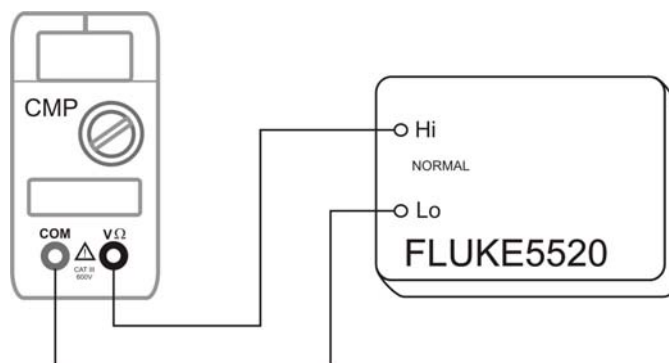 CMP
COM
VΩ
CAT III
600V
Hi
NORMAL
Lo
FLUKE5520